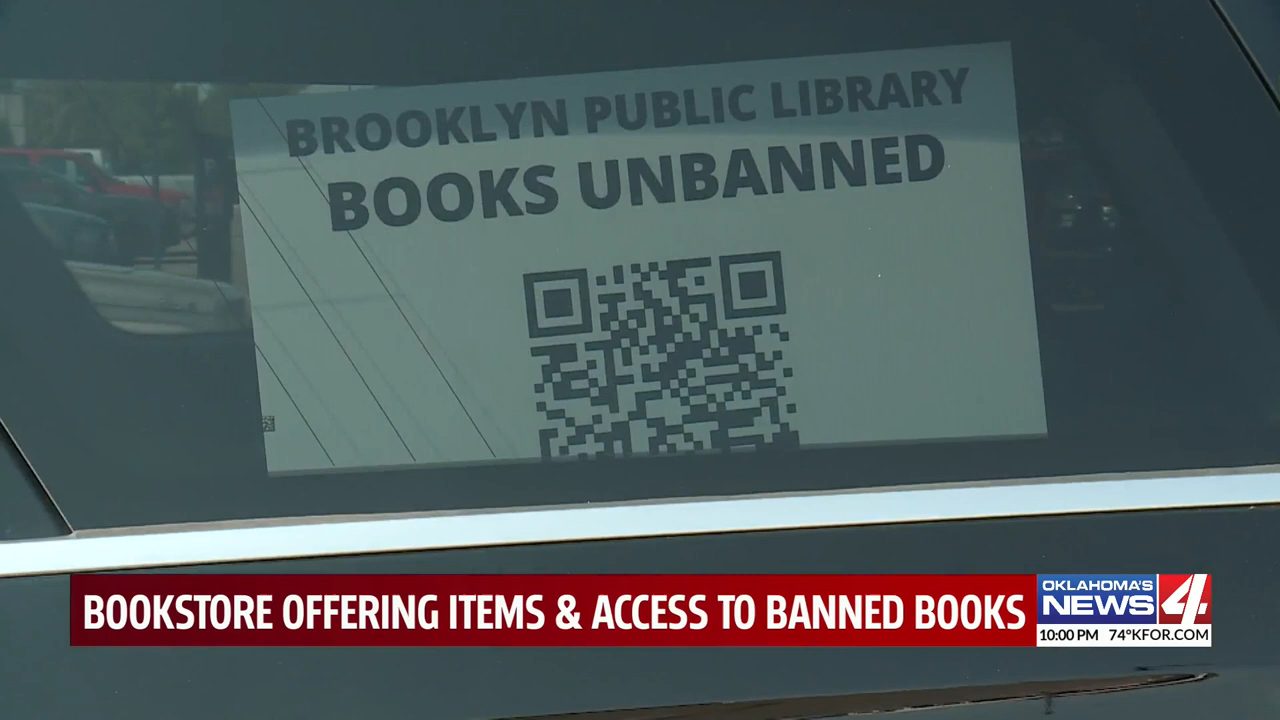 BROOKLYN PUBLIC LIBRARY
BOOKS UNBANNED
BOOKSTORE OFFERING ITEMS & ACCESS TO BANNED BOOKS
OKLAHOMA'S
NEWS 4
10:00 PM 74° KFOR.COM